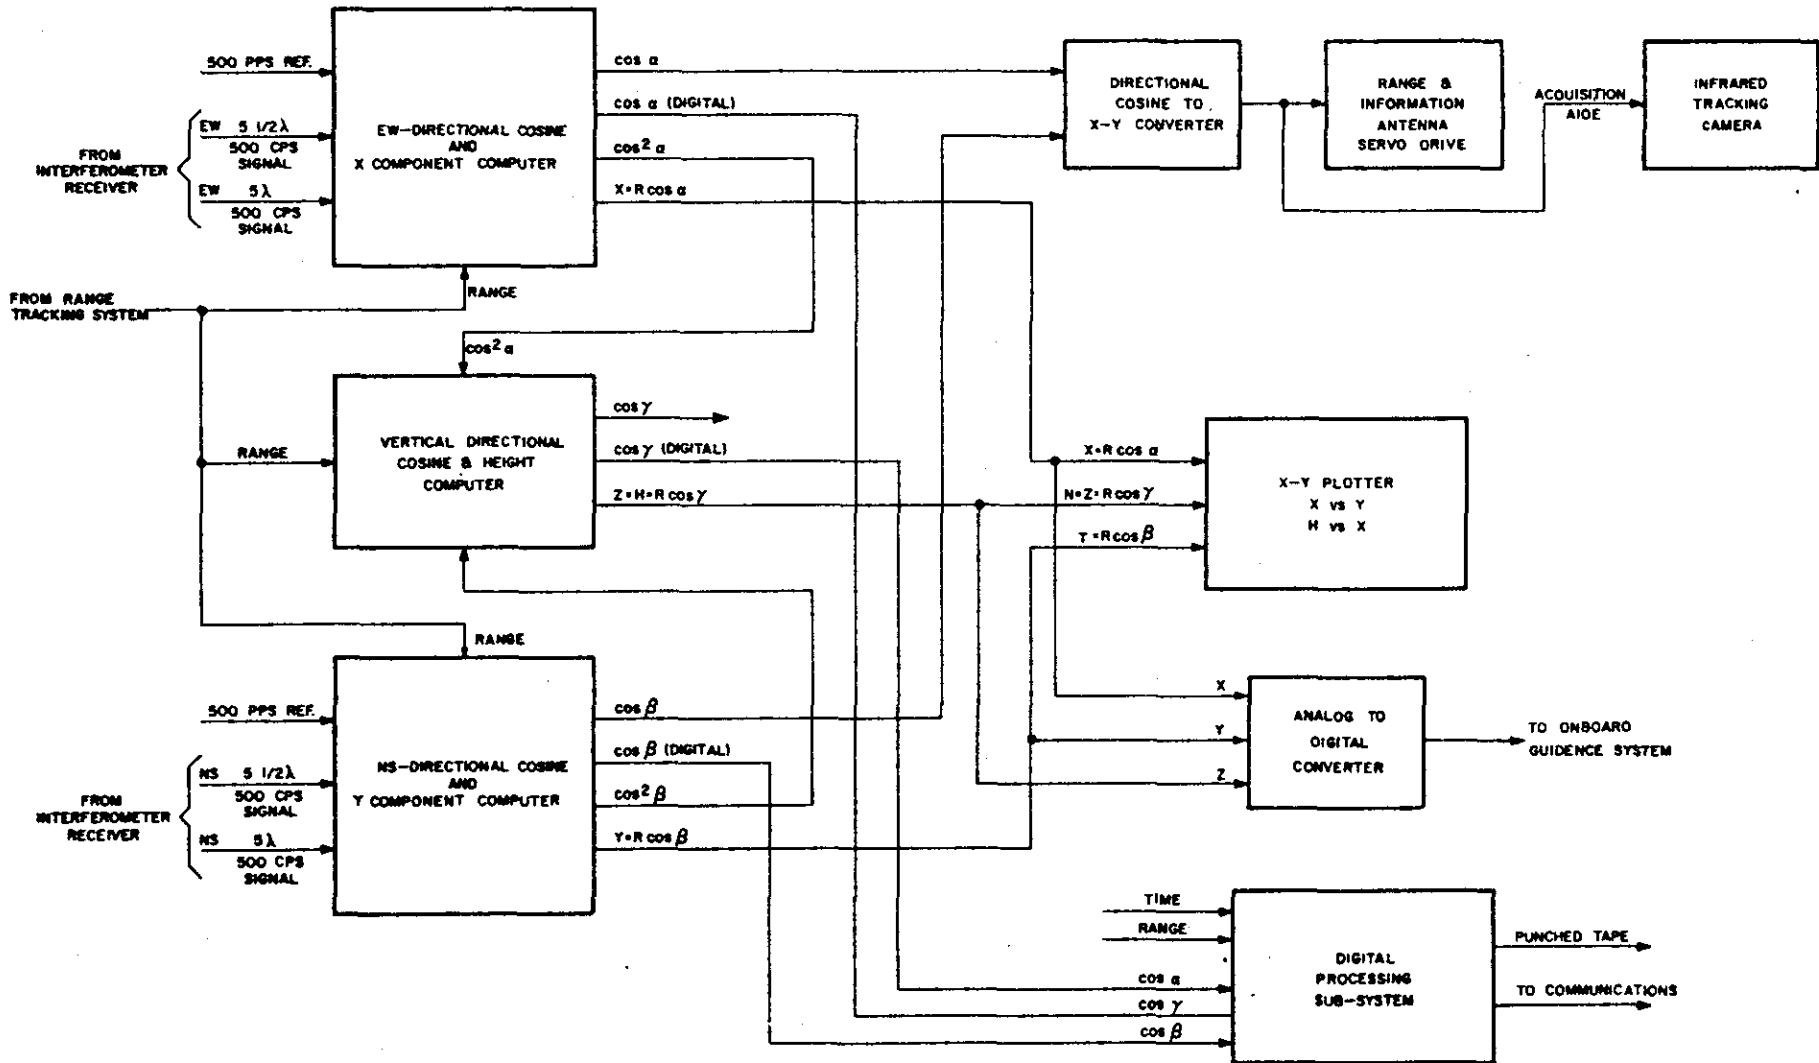 500 PPS REF.
EW 5 1/2λ
500 CPS
SIGNAL
EW 5λ
500 CPS
SIGNAL
FROM
INTERFEROMETER
RECEIVER
EW-DIRECTIONAL COSINE
AND
X COMPONENT COMPUTER
cos α
cos α (DIGITAL)
cos² α
X=R cos α
DIRECTIONAL
COSINE TO
X-Y CONVERTER
RANGE &
INFORMATION
ANTENNA
SERVO DRIVE
ACQUISITION
AIDE
INFRARED
TRACKING
CAMERA
FROM RANGE
TRACKING SYSTEM
RANGE
cos² α
RANGE
VERTICAL DIRECTIONAL
COSINE & HEIGHT
COMPUTER
cos γ
cos γ (DIGITAL)
Z=H=R cos γ
X=R cos α
N=Z=R cos γ
T=R cos β
X-Y PLOTTER
X vs Y
H vs X
RANGE
500 PPS REF.
NS 5 1/2λ
500 CPS
SIGNAL
NS 5λ
500 CPS
SIGNAL
FROM
INTERFEROMETER
RECEIVER
NS-DIRECTIONAL COSINE
AND
Y COMPONENT COMPUTER
cos β
cos β (DIGITAL)
cos² β
Y=R cos β
X
Y
Z
ANALOG TO
DIGITAL
CONVERTER
TO ONBOARD
GUIDENCE SYSTEM
TIME
RANGE
cos α
cos γ
cos β
DIGITAL
PROCESSING
SUB-SYSTEM
PUNCHED TAPE
TO COMMUNICATIONS